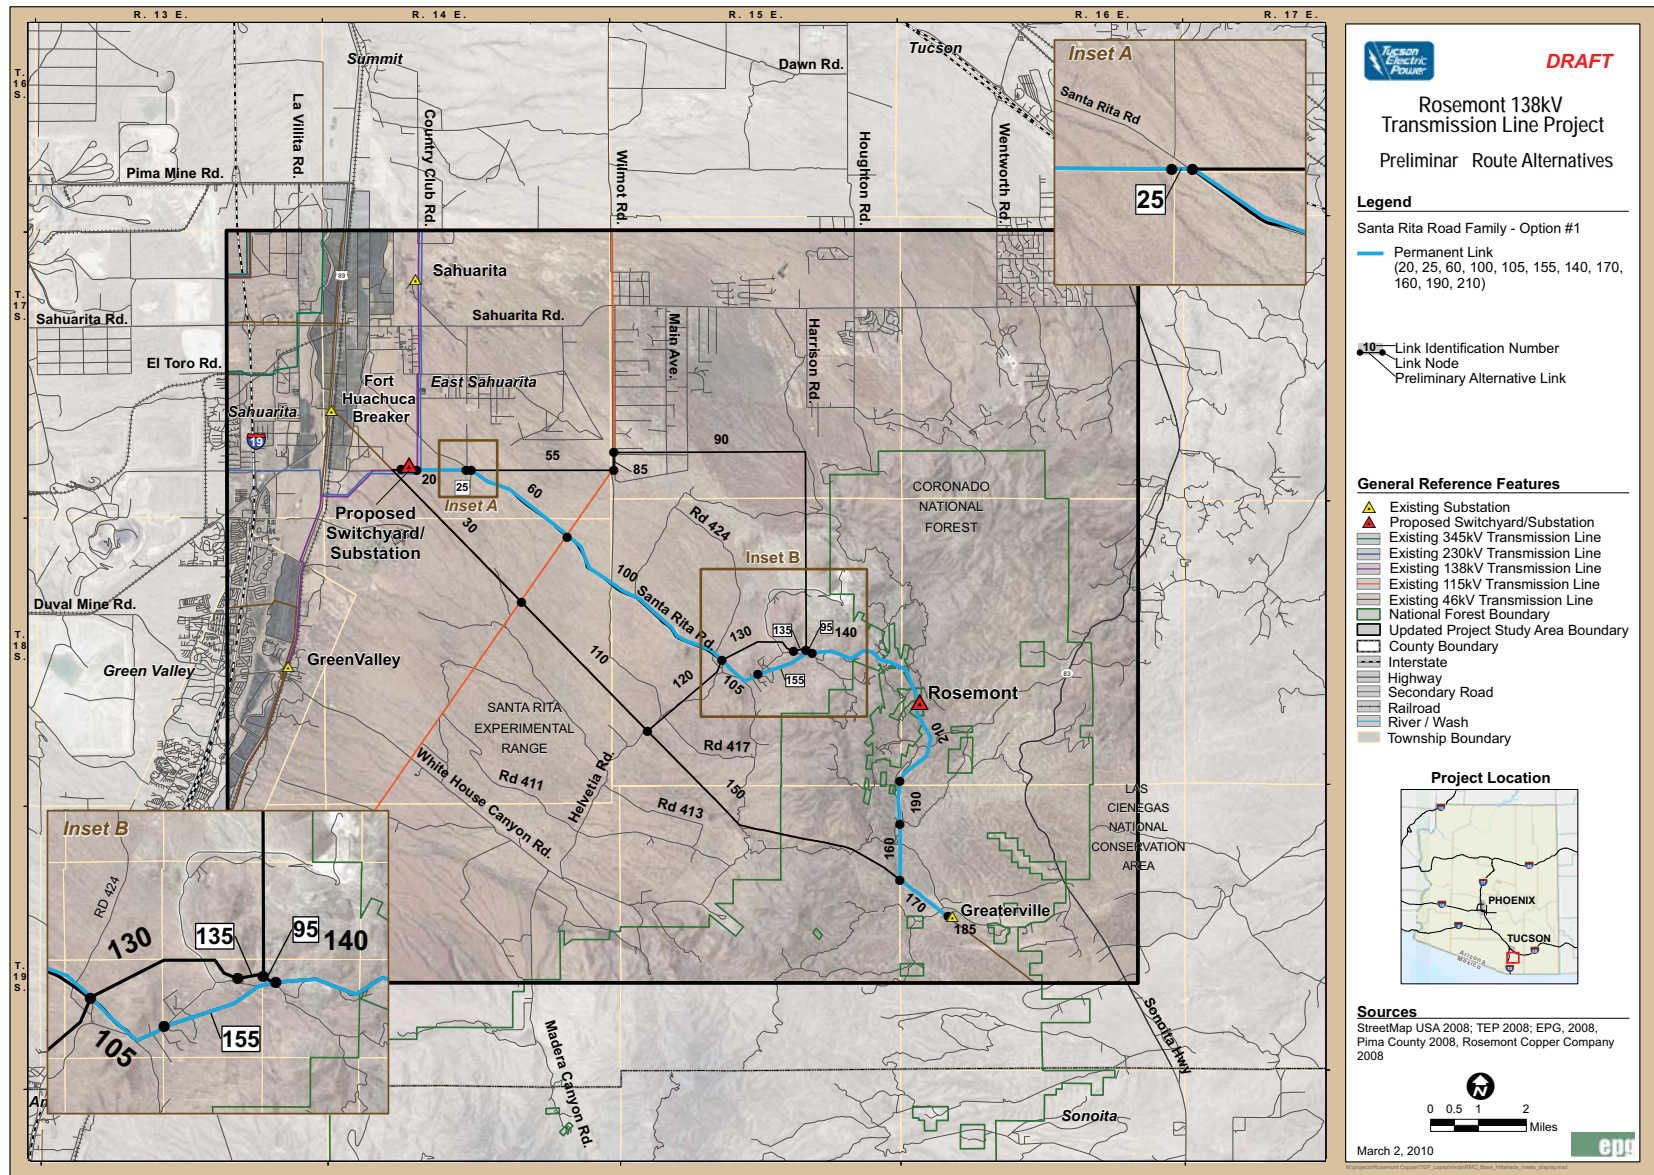 R. 13 E.
R. 14 E.
R. 15 E.
R. 16 E.
R. 17 E.
T.
16
S.
T.
17
S.
T.
18
S.
T.
19
S.
Summit
Tucson
Dawn Rd.
La Villita Rd.
Country Club Rd.
Wilmot Rd.
Houghton Rd.
Wentworth Rd.
Pima Mine Rd.
Inset A
Santa Rita Rd
25
89
Sahuarita
Sahuarita Rd.
Sahuarita Rd.
Main Ave.
Harrison Rd.
El Toro Rd.
Fort
Huachuca
Breaker
East Sahuarita
Sahuarita
19
90
55
85
20
25
60
Inset A
30
Proposed
Switchyard/
Substation
CORONADO
NATIONAL
FOREST
Rd 424
Inset B
100
Santa Rita Rd.
Duval Mine Rd.
130
135
95
140
110
120
105
155
Green Valley
GreenValley
83
Rosemont
SANTA RITA
EXPERIMENTAL
RANGE
210
Rd 417
White House Canyon Rd.
Rd 411
Helvetia Rd.
Rd 413
150
190
160
LAS
CIENEGAS
NATIONAL
CONSERVATION
AREA
170
Greaterville
185
Inset B
RD 424
130
135
95
140
105
155
Madera Canyon Rd.
Sonoita Hwy
Sonoita
Tucson
Electric
Power
DRAFT
Rosemont 138kV
Transmission Line Project
Preliminar Route Alternatives
Legend
Santa Rita Road Family - Option #1
Permanent Link
(20, 25, 60, 100, 105, 155, 140, 170,
160, 190, 210)
10
Link Identification Number
Link Node
Preliminary Alternative Link
General Reference Features
Existing Substation
Proposed Switchyard/Substation
Existing 345kV Transmission Line
Existing 230kV Transmission Line
Existing 138kV Transmission Line
Existing 115kV Transmission Line
Existing 46kV Transmission Line
National Forest Boundary
Updated Project Study Area Boundary
County Boundary
Interstate
Highway
Secondary Road
Railroad
River / Wash
Township Boundary
Project Location
PHOENIX
TUCSON
Arizona
Mexico
Sources
StreetMap USA 2008; TEP 2008; EPG, 2008,
Pima County 2008, Rosemont Copper Company
2008
N
0 0.5 1 2
Miles
March 2, 2010
epg